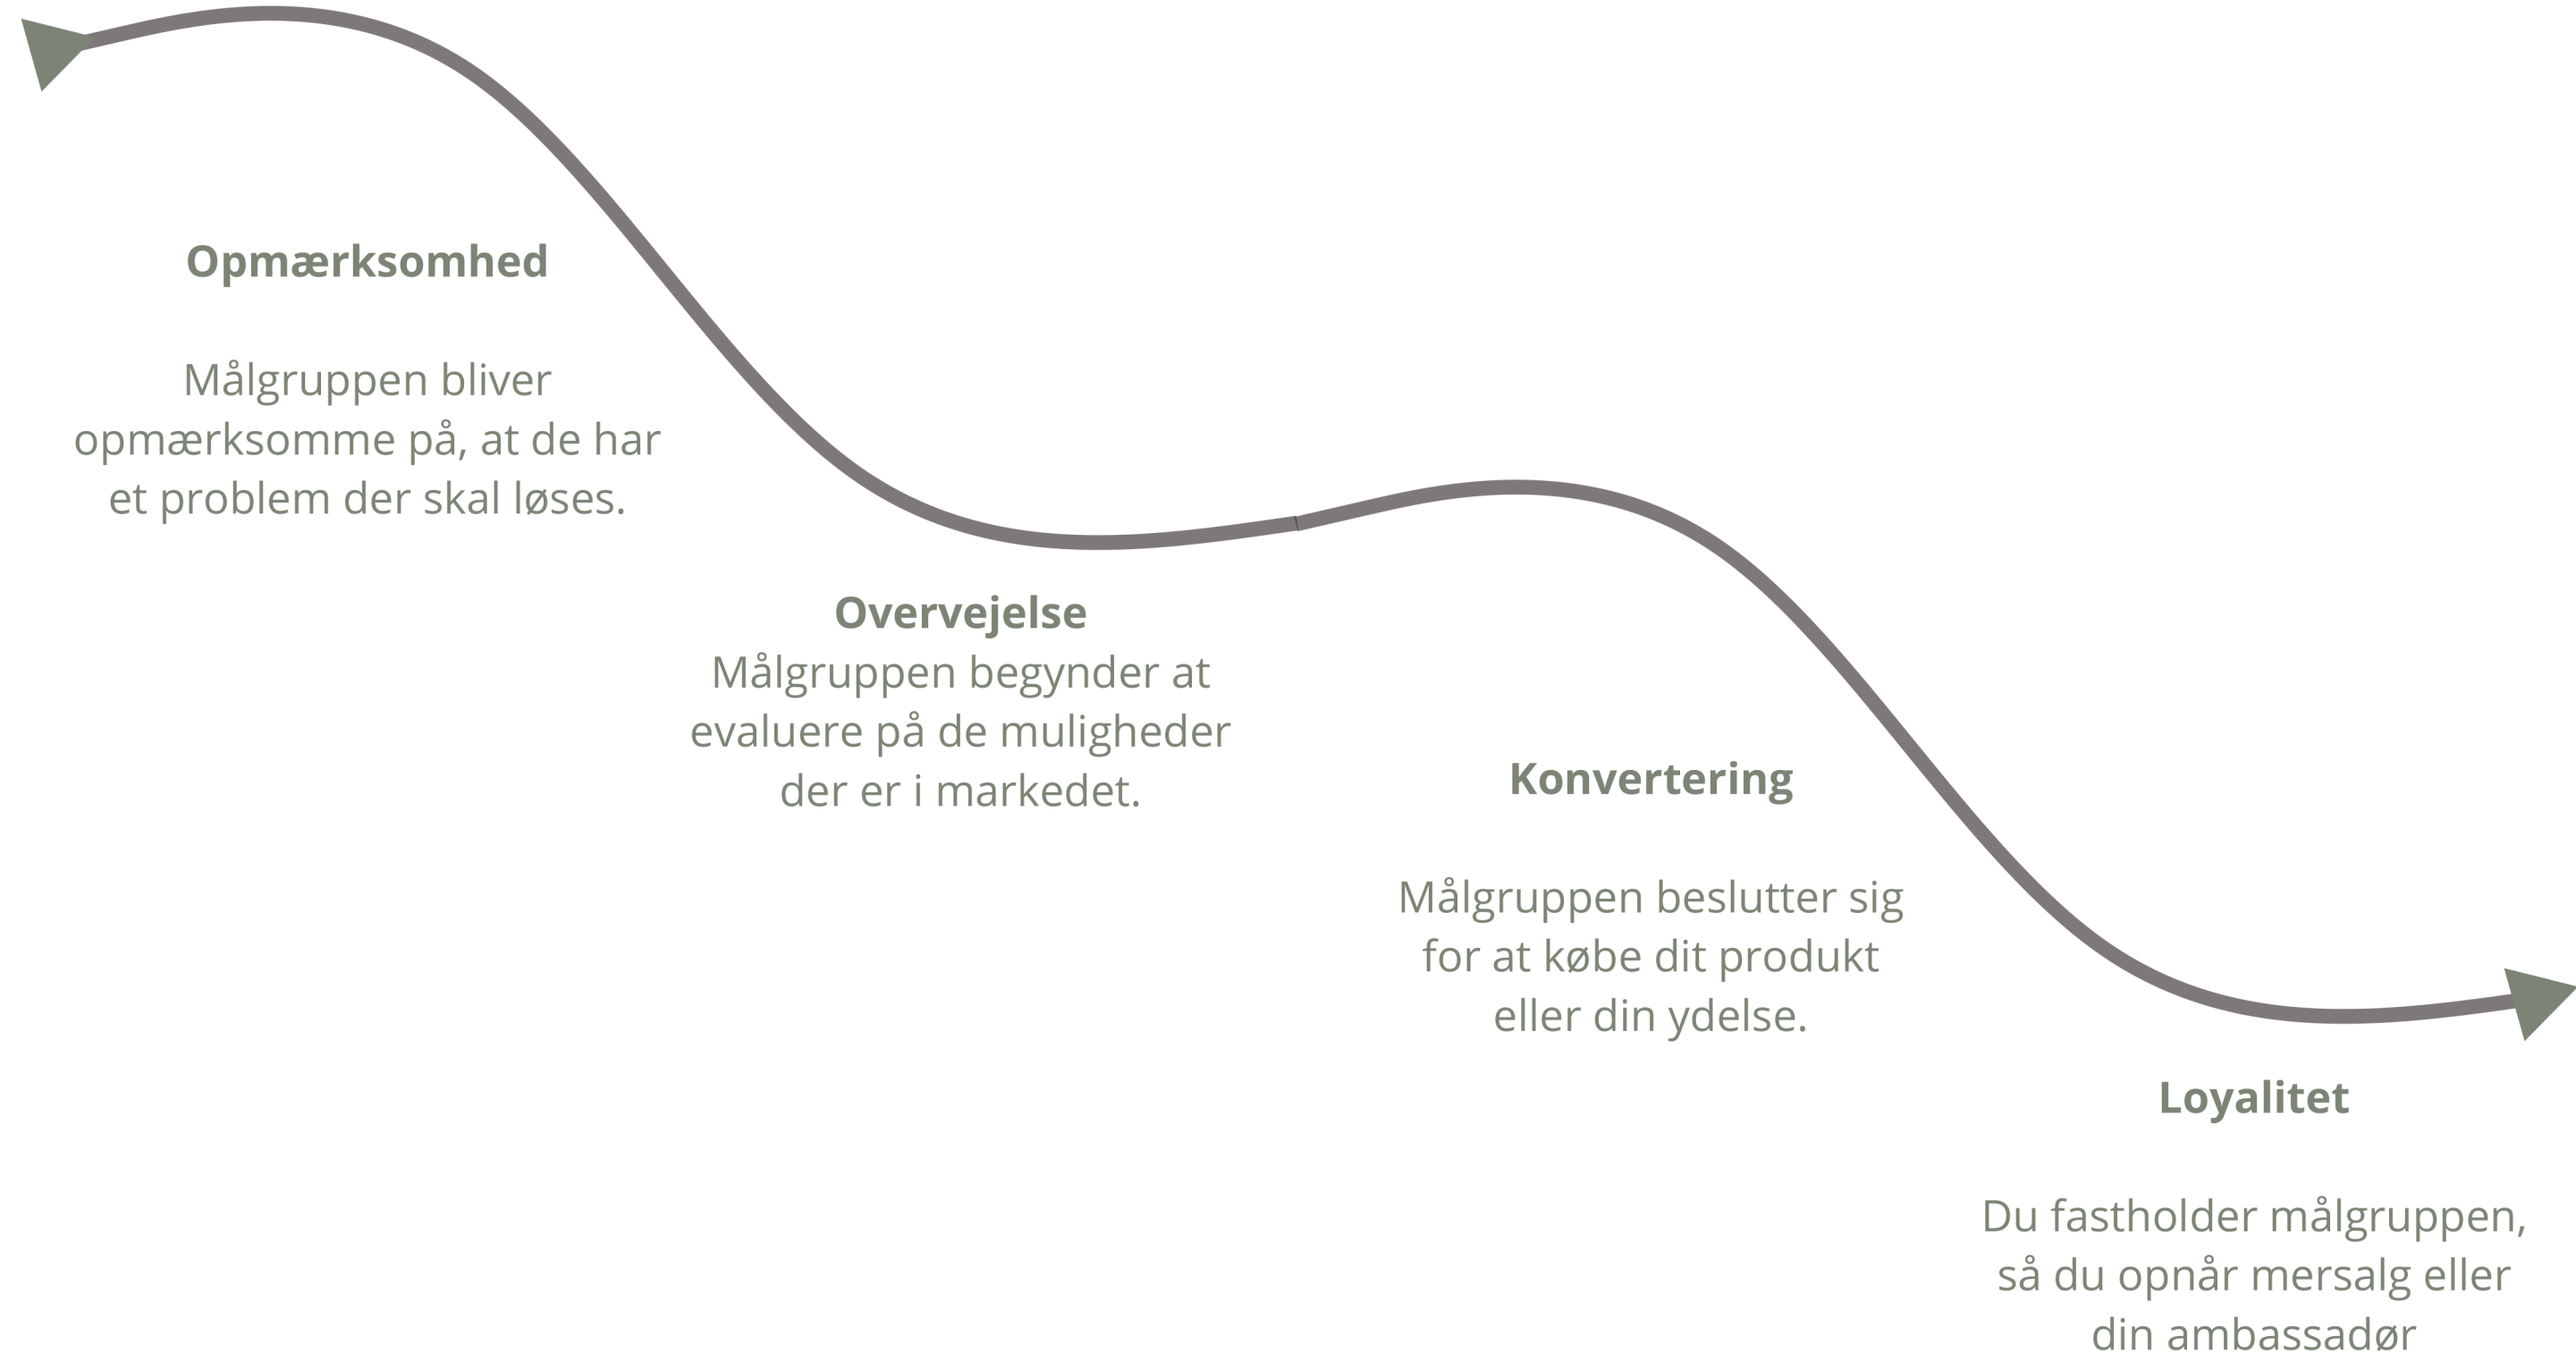 Opmærksomhed
Målgruppen bliver
opmærksomme på, at de har
et problem der skal løses.
Overvejelse
Målgruppen begynder at
evaluere på de muligheder
der er i markedet.
Konvertering
Målgruppen beslutter sig
for at købe dit produkt
eller din ydelse.
Loyalitet
Du fastholder målgruppen,
så du opnår mersalg eller
din ambassadør